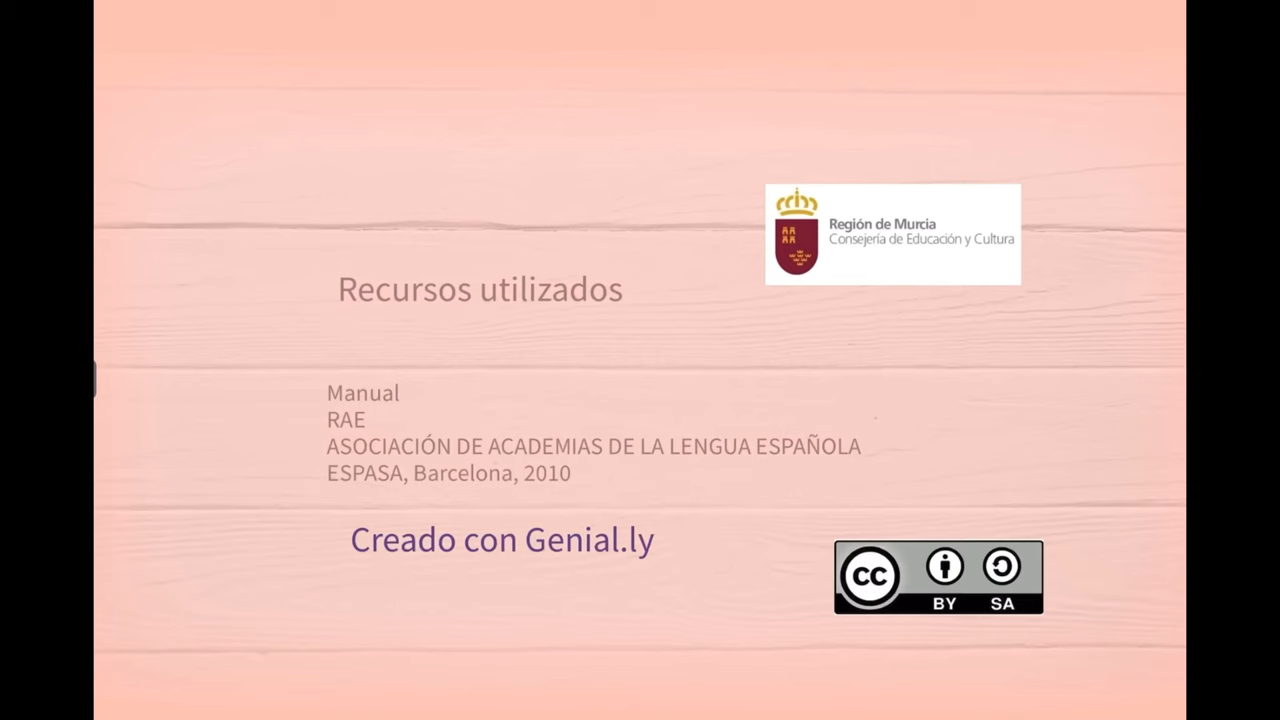 Región de Murcia
Consejería de Educación y Cultura
Recursos utilizados
Manual
RAE
ASOCIACIÓN DE ACADEMIAS DE LA LENGUA ESPAÑOLA
ESPASA, Barcelona, 2010
Creado con Genial.ly
CC
BY SA